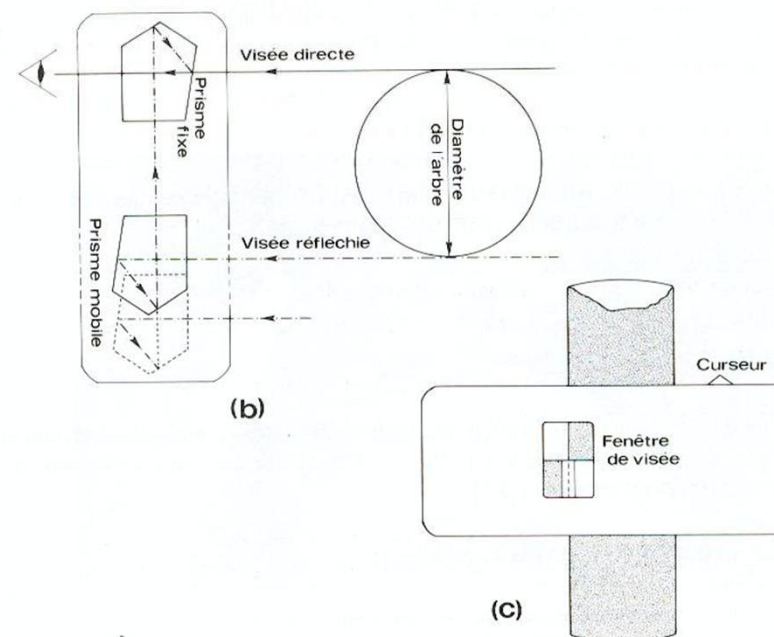 Visée directe
Prisme
fixe
Diamètre
de l'arbre
Visée réfléchie
Prisme mobile
(b)
Curseur
Fenêtre
de visée
(c)